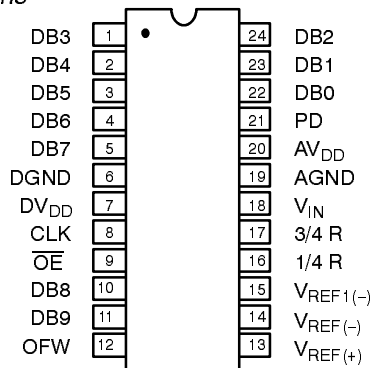 DB3 1 24 DB2
DB4 2 23 DB1
DB5 3 22 DB0
DB6 4 21 PD
DB7 5 20 AVDD
DGND 6 19 AGND
DVDD 7 18 VIN
CLK 8 17 3/4 R
OE 9 16 1/4 R
DB8 10 15 VREF1(−)
DB9 11 14 VREF(−)
OFW 12 13 VREF(+)